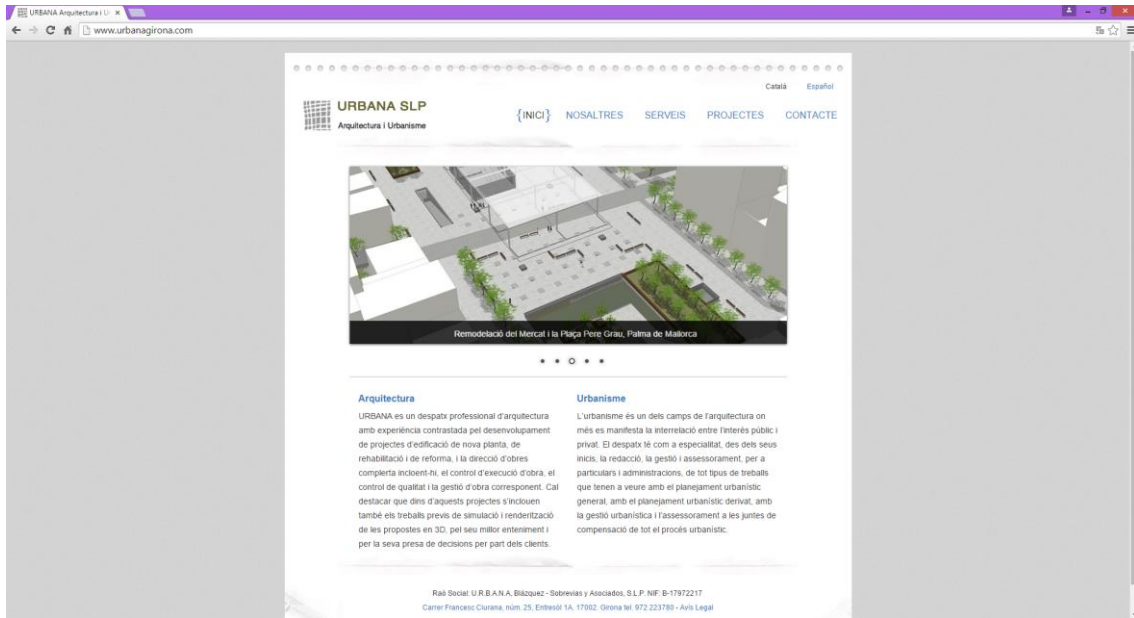 URBANA Arquitectura i U
www.urbanagirona.com
Català Español
URBANA SLP
Arquitectura i Urbanisme
{INICI} NOSALTRES SERVEIS PROJECTES CONTACTE
Remodelació del Mercat i la Plaça Pere Grau, Palma de Mallorca
Arquitectura
URBANA es un despatx professional d'arquitectura
amb experiència contrastada pel desenvolupament
de projectes d'edificació de nova planta, de
rehabilitació i de reforma, i la direcció d'obres
complerta incloent-hi, el control d'execució d'obra, el
control de qualitat i la gestió d'obra corresponent. Cal
destacar que dins d'aquests projectes s'inclouen
també els treballs previs de simulació i renderització
de les propostes en 3D, pel seu millor enteniment i
per la seva presa de decisions per part dels clients.
Urbanisme
L'urbanisme és un dels camps de l'arquitectura on
més es manifesta la interrelació entre l'interès públic i
privat. El despatx té com a especialitat, des dels seus
inicis, la redacció, la gestió i assessorament, per a
particulars i administracions, de tot tipus de treballs
que tenen a veure amb el planejament urbanístic
general, amb el planejament urbanístic derivat, amb
la gestió urbanística i l'assessorament a les juntes de
compensació de tot el procés urbanístic.
Raó Social: U.R.B.A.N.A, Blázquez - Sobrevias y Asociados, S.L.P. NIF: B-17972217
Carrer Francesc Ciurana, núm. 25, Entresòl 1A. 17002. Girona tel. 972 223780 - Avís Legal